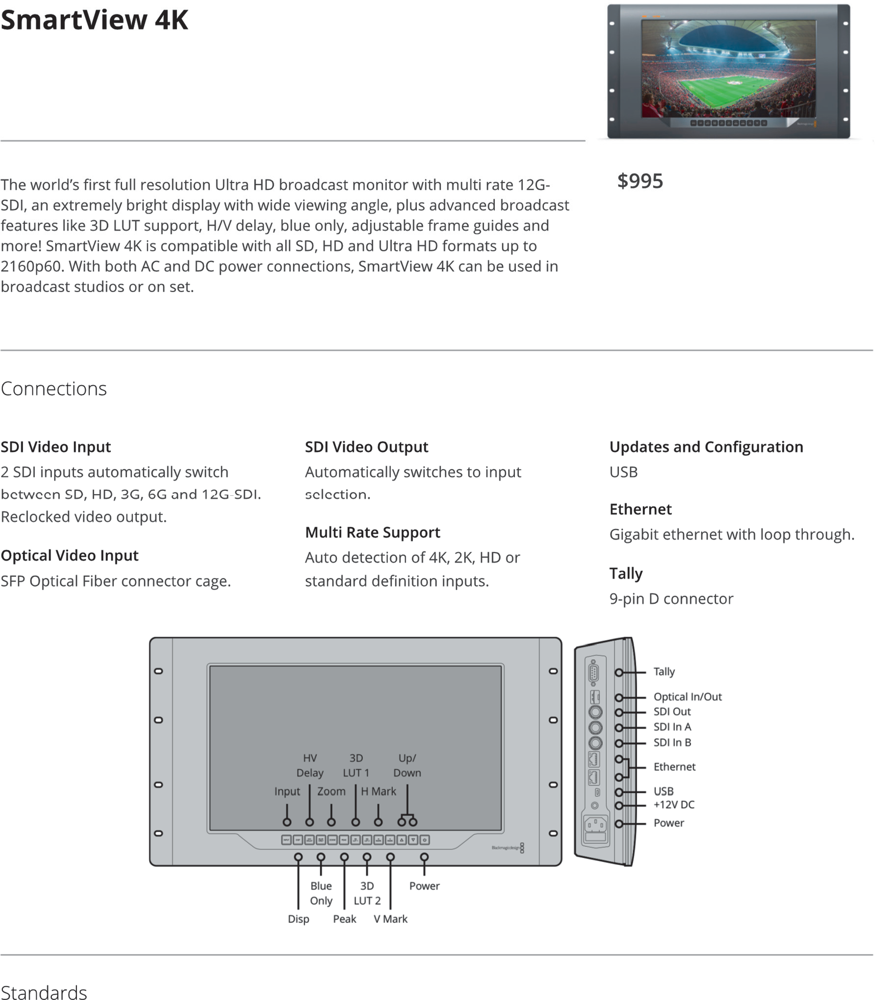 SmartView 4K
The world's first full resolution Ultra HD broadcast monitor with multi rate 12G-
SDI, an extremely bright display with wide viewing angle, plus advanced broadcast
features like 3D LUT support, H/V delay, blue only, adjustable frame guides and
more! SmartView 4K is compatible with all SD, HD and Ultra HD formats up to
2160p60. With both AC and DC power connections, SmartView 4K can be used in
broadcast studios or on set.
$995
Connections
SDI Video Input
2 SDI inputs automatically switch
between SD, HD, 3G, 6G and 12G-SDI.
Reclocked video output.
Optical Video Input
SFP Optical Fiber connector cage.
SDI Video Output
Automatically switches to input
selection.
Multi Rate Support
Auto detection of 4K, 2K, HD or
standard definition inputs.
Updates and Configuration
USB
Ethernet
Gigabit ethernet with loop through.
Tally
9-pin D connector
HV
Delay
3D
LUT 1
Up/
Down
Input
Zoom
H Mark
Blackmagicdesign
Blue
Only
3D
LUT 2
Power
Disp
Peak
V Mark
Tally
Optical In/Out
SDI Out
SDI In A
SDI In B
Ethernet
USB
+12V DC
Power
Standards